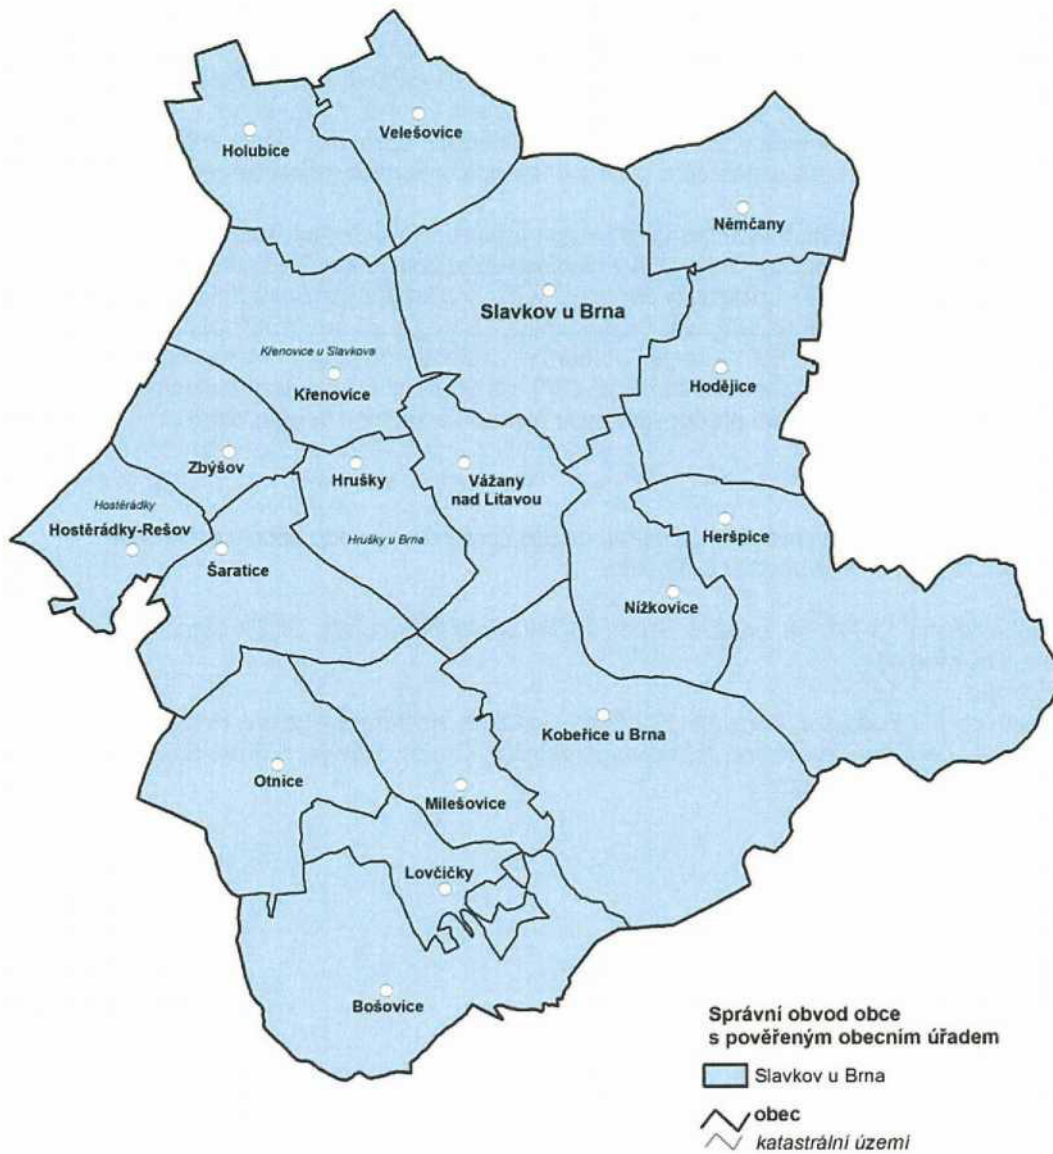 Velešovice
Holubice
Němčany
Slavkov u Brna
Křenovice u Slavkova
Křenovice
Hodějice
Zbýšov
Hrušky
Vážany
nad Litavou
Hostěrádky
Hostěrádky-Rešov
Hrušky u Brna
Heršpice
Šaratice
Nížkovice
Kobeřice u Brna
Otnice
Milešovice
Lovčičky
Bošovice
Správní obvod obce
s pověřeným obecním úřadem
Slavkov u Brna
obec
katastrální území